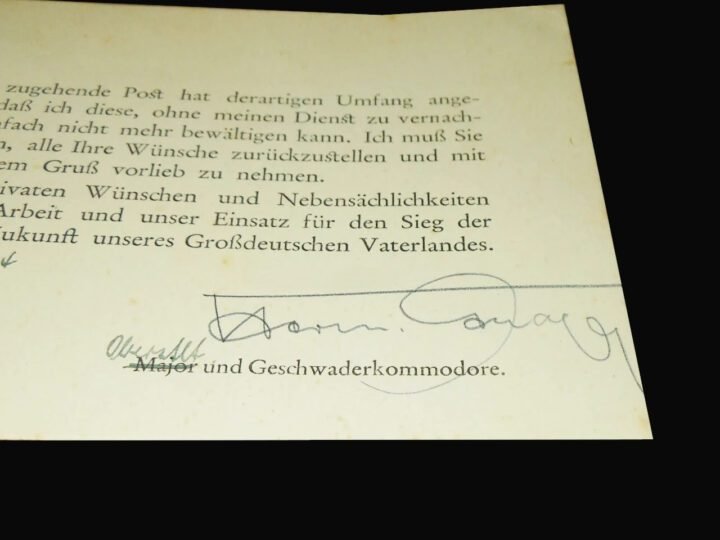 zugehende Post hat derartigen Umfang ange-
daß ich diese, ohne meinen Dienst zu vernach-
nfach nicht mehr bewältigen kann. Ich muß Sie
n, alle Ihre Wünsche zurückzustellen und mit
em Gruß vorlieb zu nehmen.
ivaten Wünschen und Nebensächlichkeiten
Arbeit und unser Einsatz für den Sieg der
Zukunft unseres Großdeutschen Vaterlandes.
Major und Geschwaderkommodore.